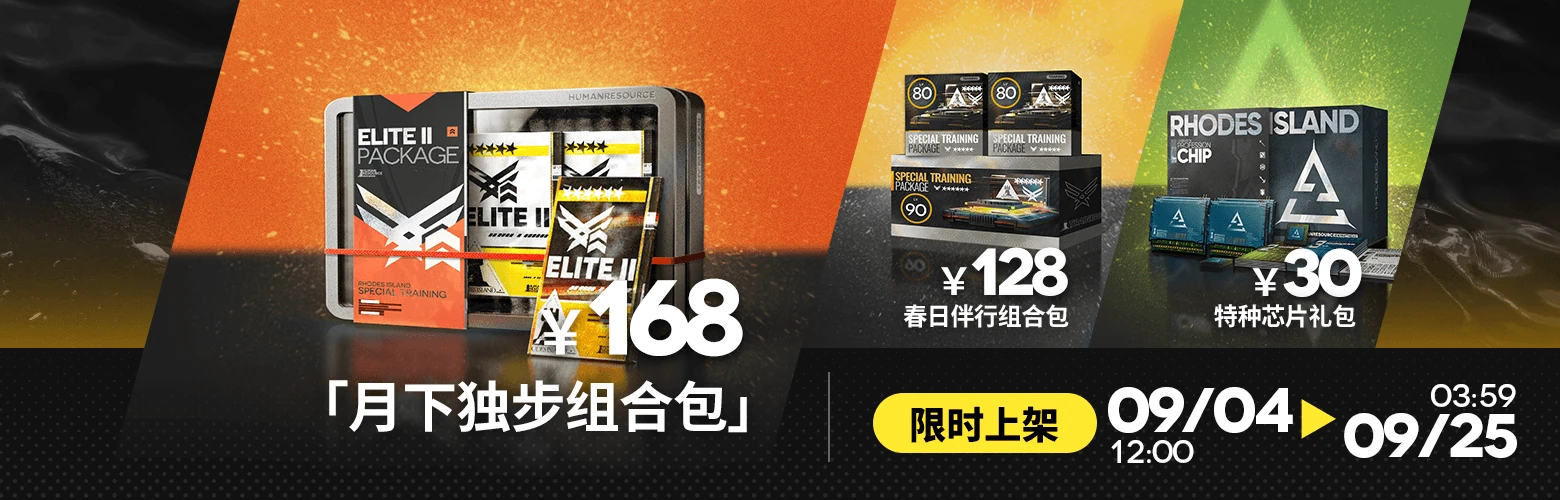 HUMANRESOURCE
ELITE II
PACKAGE
RHODES ISLAND
SPECIAL TRAINING
ELITE II
ELITE II
¥168
「月下独步组合包」
80
80
SPECIAL TRAINING
PACKAGE
SPECIAL TRAINING
PACKAGE
SPECIAL TRAINING
PACKAGE
90
¥128
春日伴行组合包
RHODES ISLAND
PROFESSION
CHIP
¥30
特种芯片礼包
限时上架
09/04
12:00
03:59
09/25